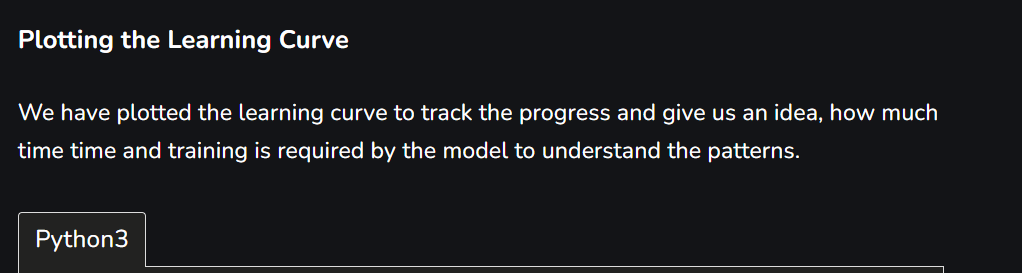 Plotting the Learning Curve
We have plotted the learning curve to track the progress and give us an idea, how much
time time and training is required by the model to understand the patterns.
Python3